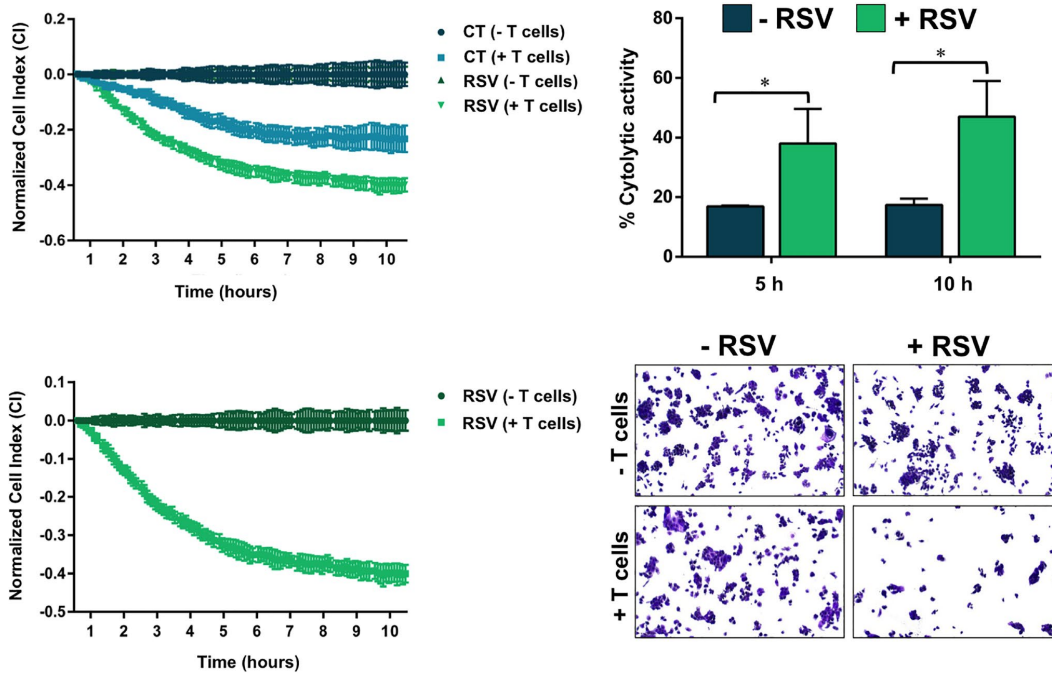 Normalized Cell Index (CI)
0.2
0.0
-0.2
-0.4
-0.6
1 2 3 4 5 6 7 8 9 10
Time (hours)
CT (- T cells)
CT (+ T cells)
RSV (- T cells)
RSV (+ T cells)
- RSV
+ RSV
% Cytolytic activity
80
60
40
20
0
*
*
5 h
10 h
Normalized Cell Index (CI)
0.1
0.0
-0.1
-0.2
-0.3
-0.4
-0.5
1 2 3 4 5 6 7 8 9 10
Time (hours)
RSV (- T cells)
RSV (+ T cells)
- RSV
+ RSV
- T cells
+ T cells